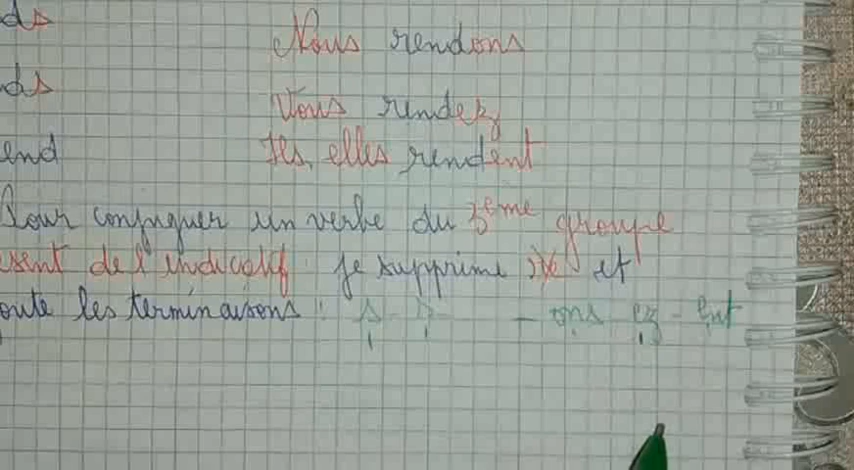 ds Nous rendons
ds Vous rendez
end Ils, elles rendent
Pour conjuguer un verbe du 3ème groupe
sent de l'indicatif je supprime re et
oute les terminaisons : s - s - ons ez - ent